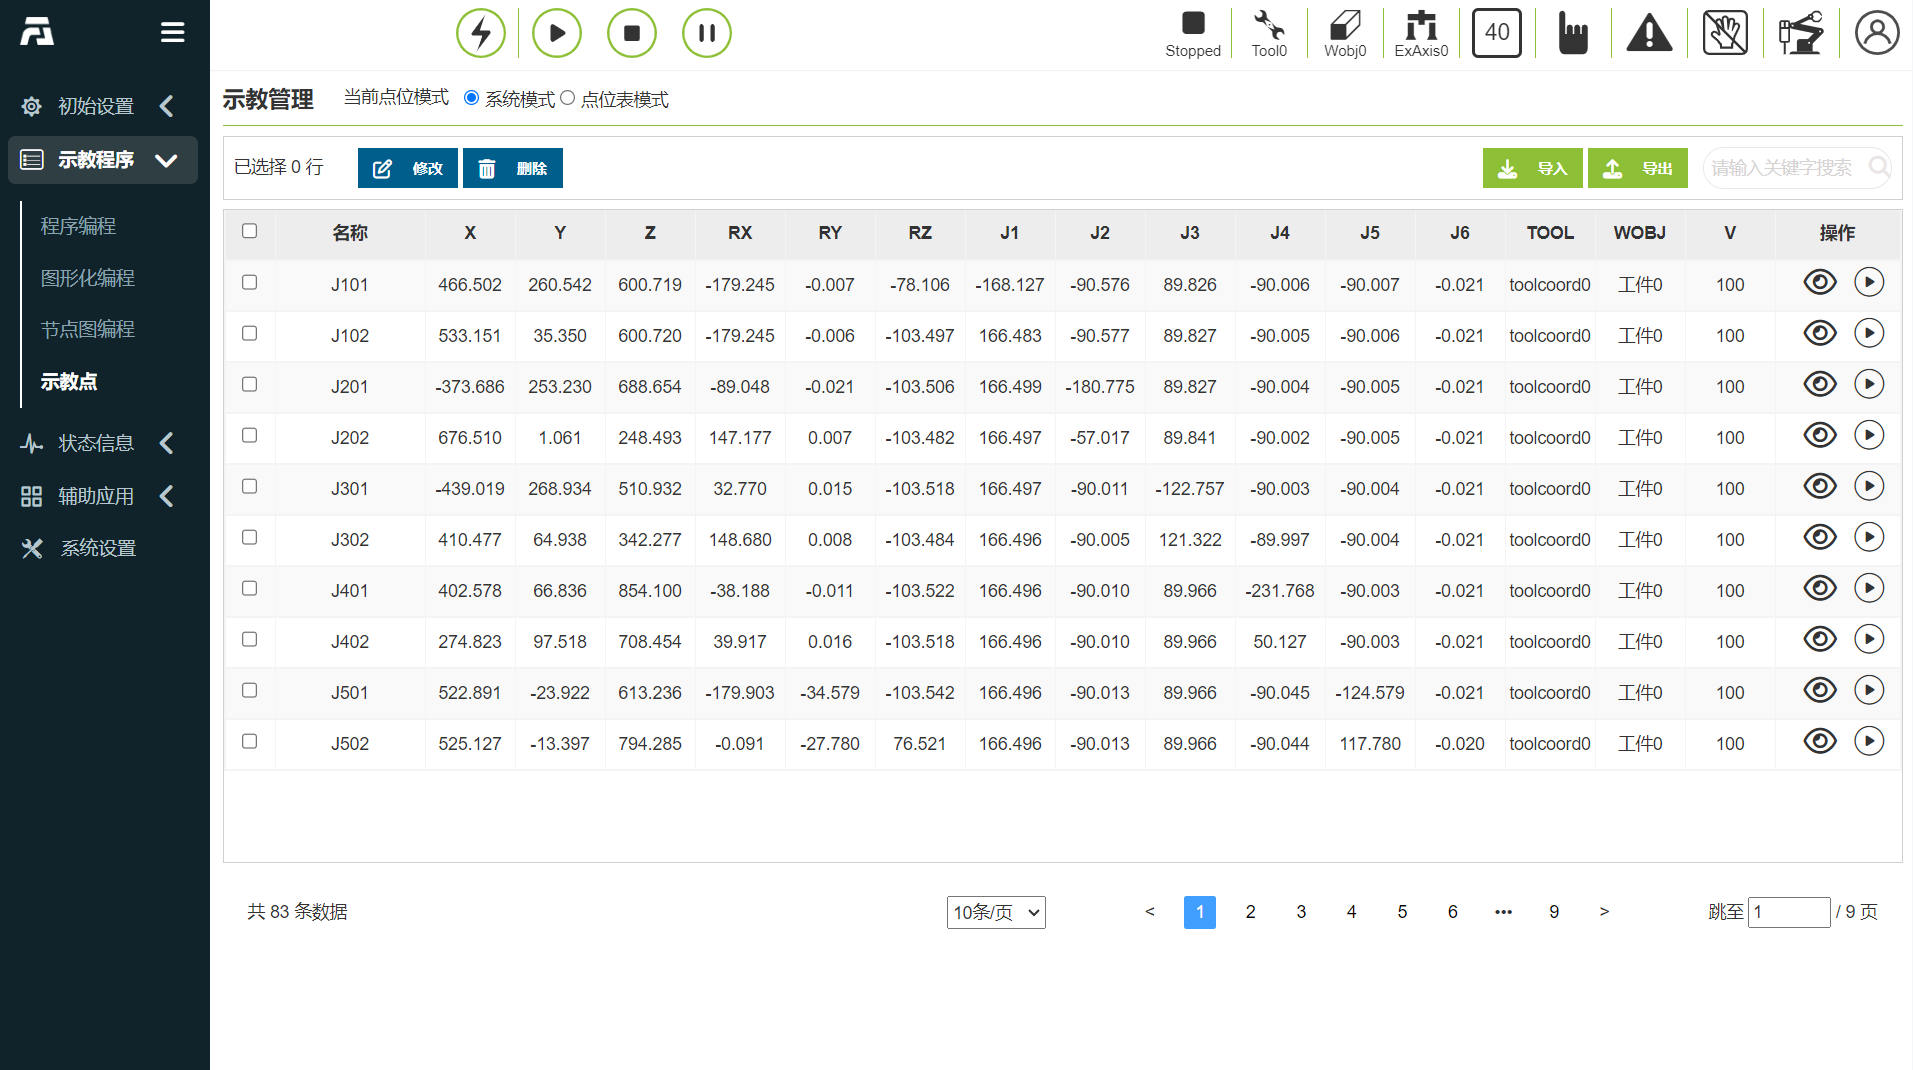 Stopped Tool0 Wobj0 ExAxis0 40
初始设置
示教程序
程序编程
图形化编程
节点图编程
示教点
状态信息
辅助应用
系统设置
示教管理 当前点位模式 系统模式 点位表模式
已选择 0 行 修改 删除 导入 导出 请输入关键字搜索
名称 X Y Z RX RY RZ J1 J2 J3 J4 J5 J6 TOOL WOBJ V 操作
J101 466.502 260.542 600.719 -179.245 -0.007 -78.106 -168.127 -90.576 89.826 -90.006 -90.007 -0.021 toolcoord0 工件0 100
J102 533.151 35.350 600.720 -179.245 -0.006 -103.497 166.483 -90.577 89.827 -90.005 -90.006 -0.021 toolcoord0 工件0 100
J201 -373.686 253.230 688.654 -89.048 -0.021 -103.506 166.499 -180.775 89.827 -90.004 -90.005 -0.021 toolcoord0 工件0 100
J202 676.510 1.061 248.493 147.177 0.007 -103.482 166.497 -57.017 89.841 -90.002 -90.005 -0.021 toolcoord0 工件0 100
J301 -439.019 268.934 510.932 32.770 0.015 -103.518 166.497 -90.011 -122.757 -90.003 -90.004 -0.021 toolcoord0 工件0 100
J302 410.477 64.938 342.277 148.680 0.008 -103.484 166.496 -90.005 121.322 -89.997 -90.004 -0.021 toolcoord0 工件0 100
J401 402.578 66.836 854.100 -38.188 -0.011 -103.522 166.496 -90.010 89.966 -231.768 -90.003 -0.021 toolcoord0 工件0 100
J402 274.823 97.518 708.454 39.917 0.016 -103.518 166.496 -90.010 89.966 50.127 -90.003 -0.021 toolcoord0 工件0 100
J501 522.891 -23.922 613.236 -179.903 -34.579 -103.542 166.496 -90.013 89.966 -90.045 -124.579 -0.021 toolcoord0 工件0 100
J502 525.127 -13.397 794.285 -0.091 -27.780 76.521 166.496 -90.013 89.966 -90.044 117.780 -0.020 toolcoord0 工件0 100
共 83 条数据 10条/页 < 1 2 3 4 5 6 ••• 9 > 跳至 1 / 9 页